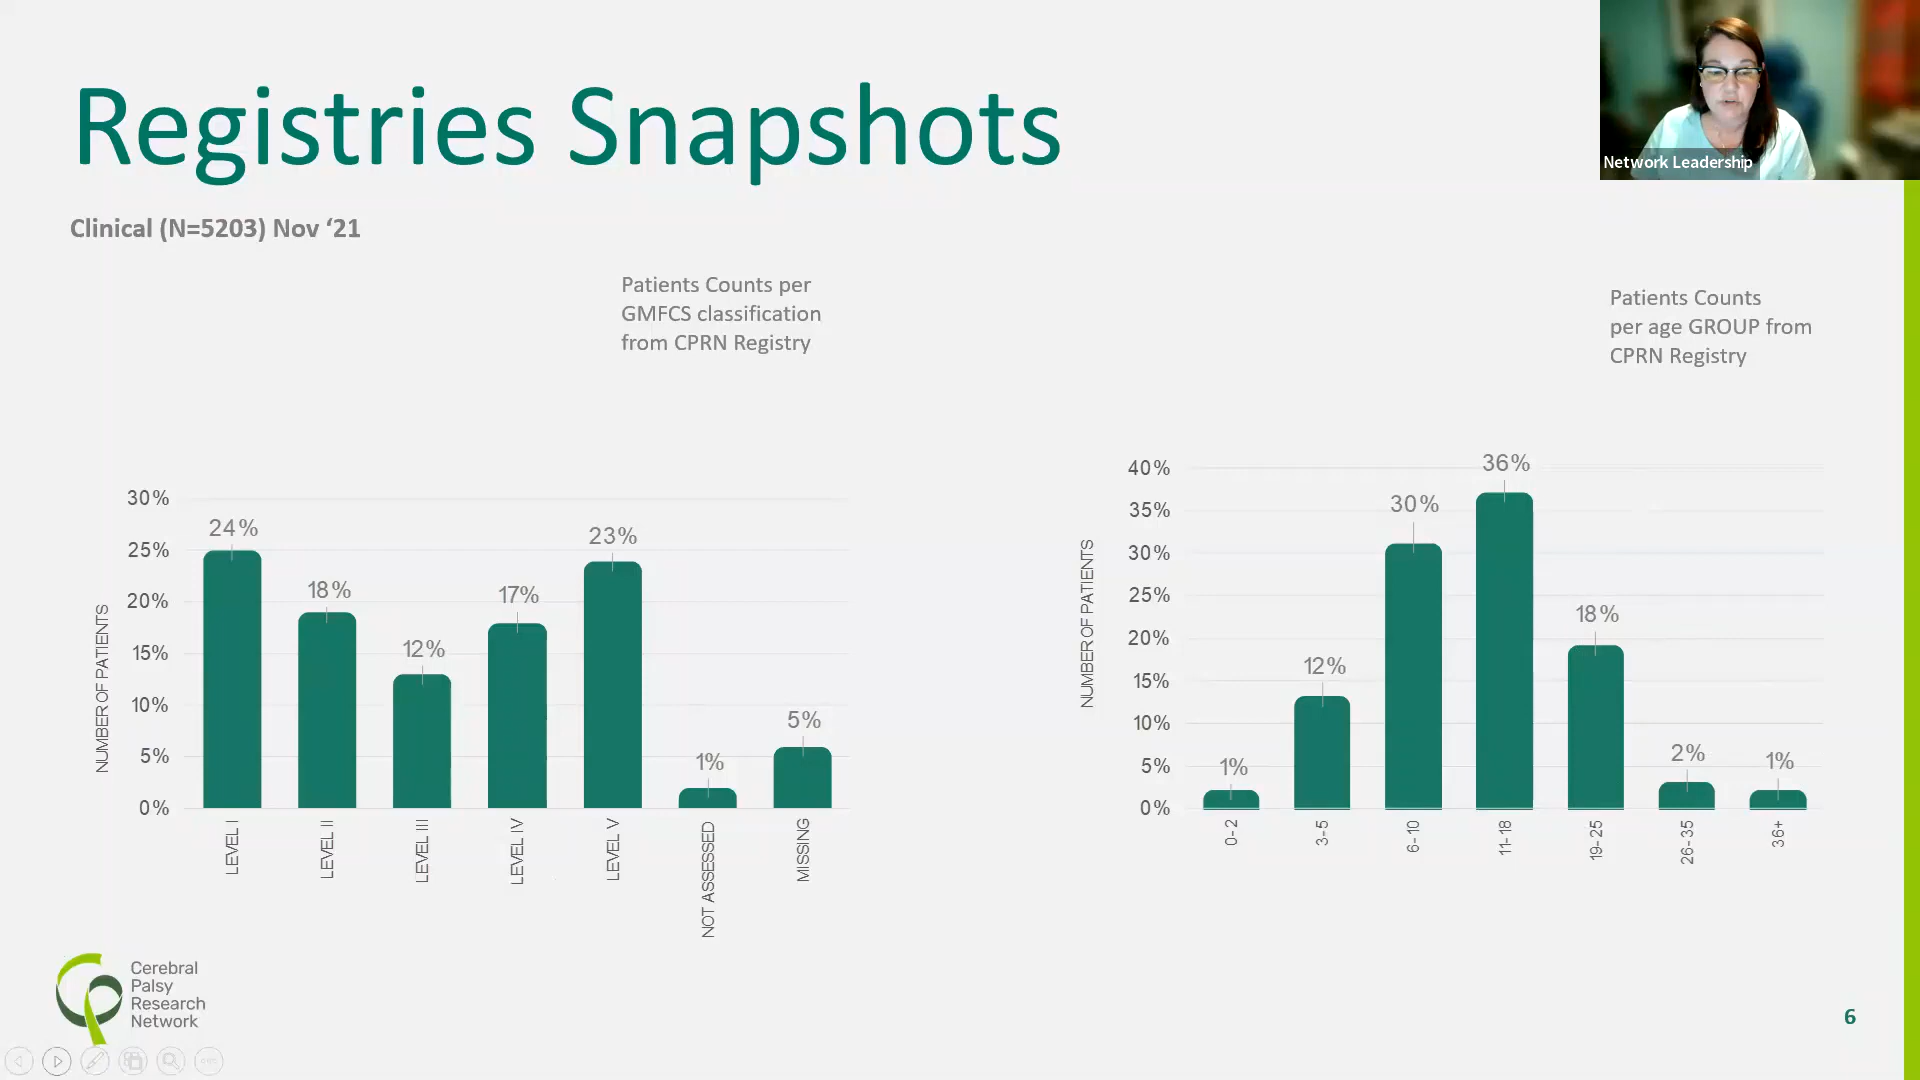 Registries Snapshots
Network Leadership
Clinical (N=5203) Nov ‘21
Patients Counts per
GMFCS classification
from CPRN Registry
30%
25%
20%
15%
10%
5%
0%
NUMBER OF PATIENTS
24%
18%
12%
17%
23%
1%
5%
LEVEL I
LEVEL II
LEVEL III
LEVEL IV
LEVEL V
NOT ASSESSED
MISSING
Patients Counts
per age GROUP from
CPRN Registry
40%
35%
30%
25%
20%
15%
10%
5%
0%
NUMBER OF PATIENTS
1%
12%
30%
36%
18%
2%
1%
0-2
3-5
6-10
11-18
19-25
26-35
36+
Cerebral
Palsy
Research
Network
6